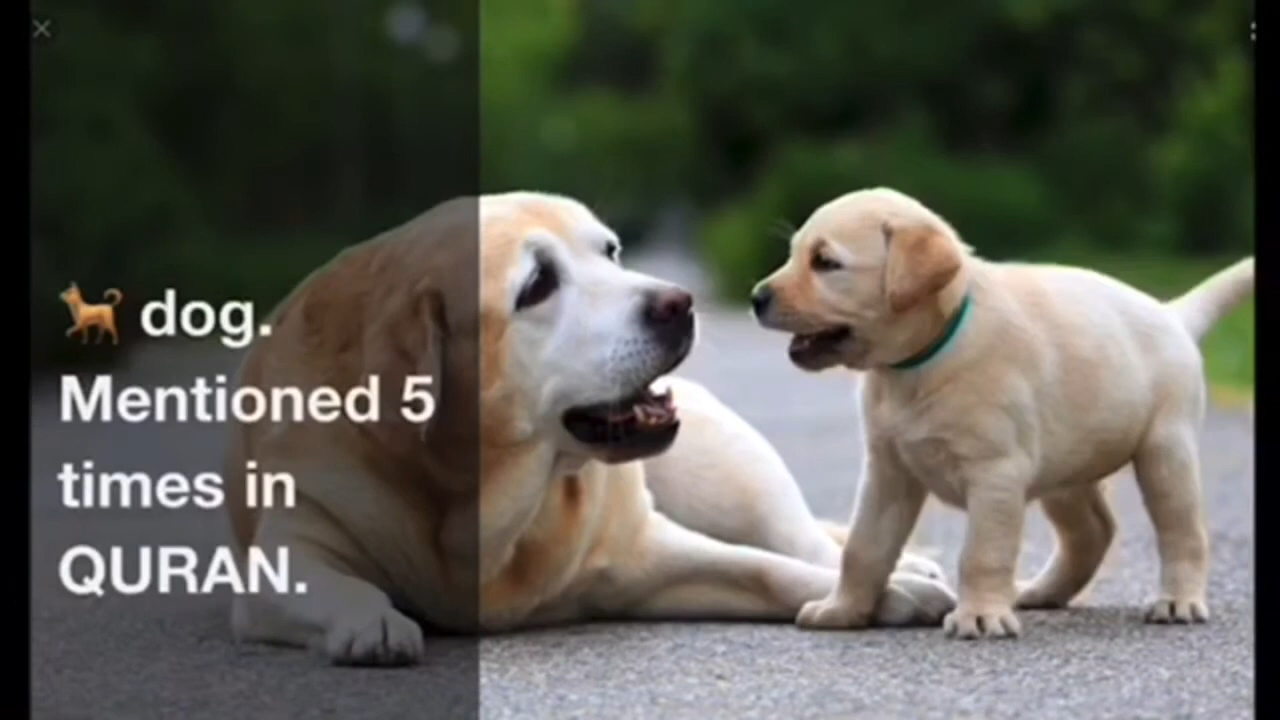 🐕 dog.
Mentioned 5
times in
QURAN.